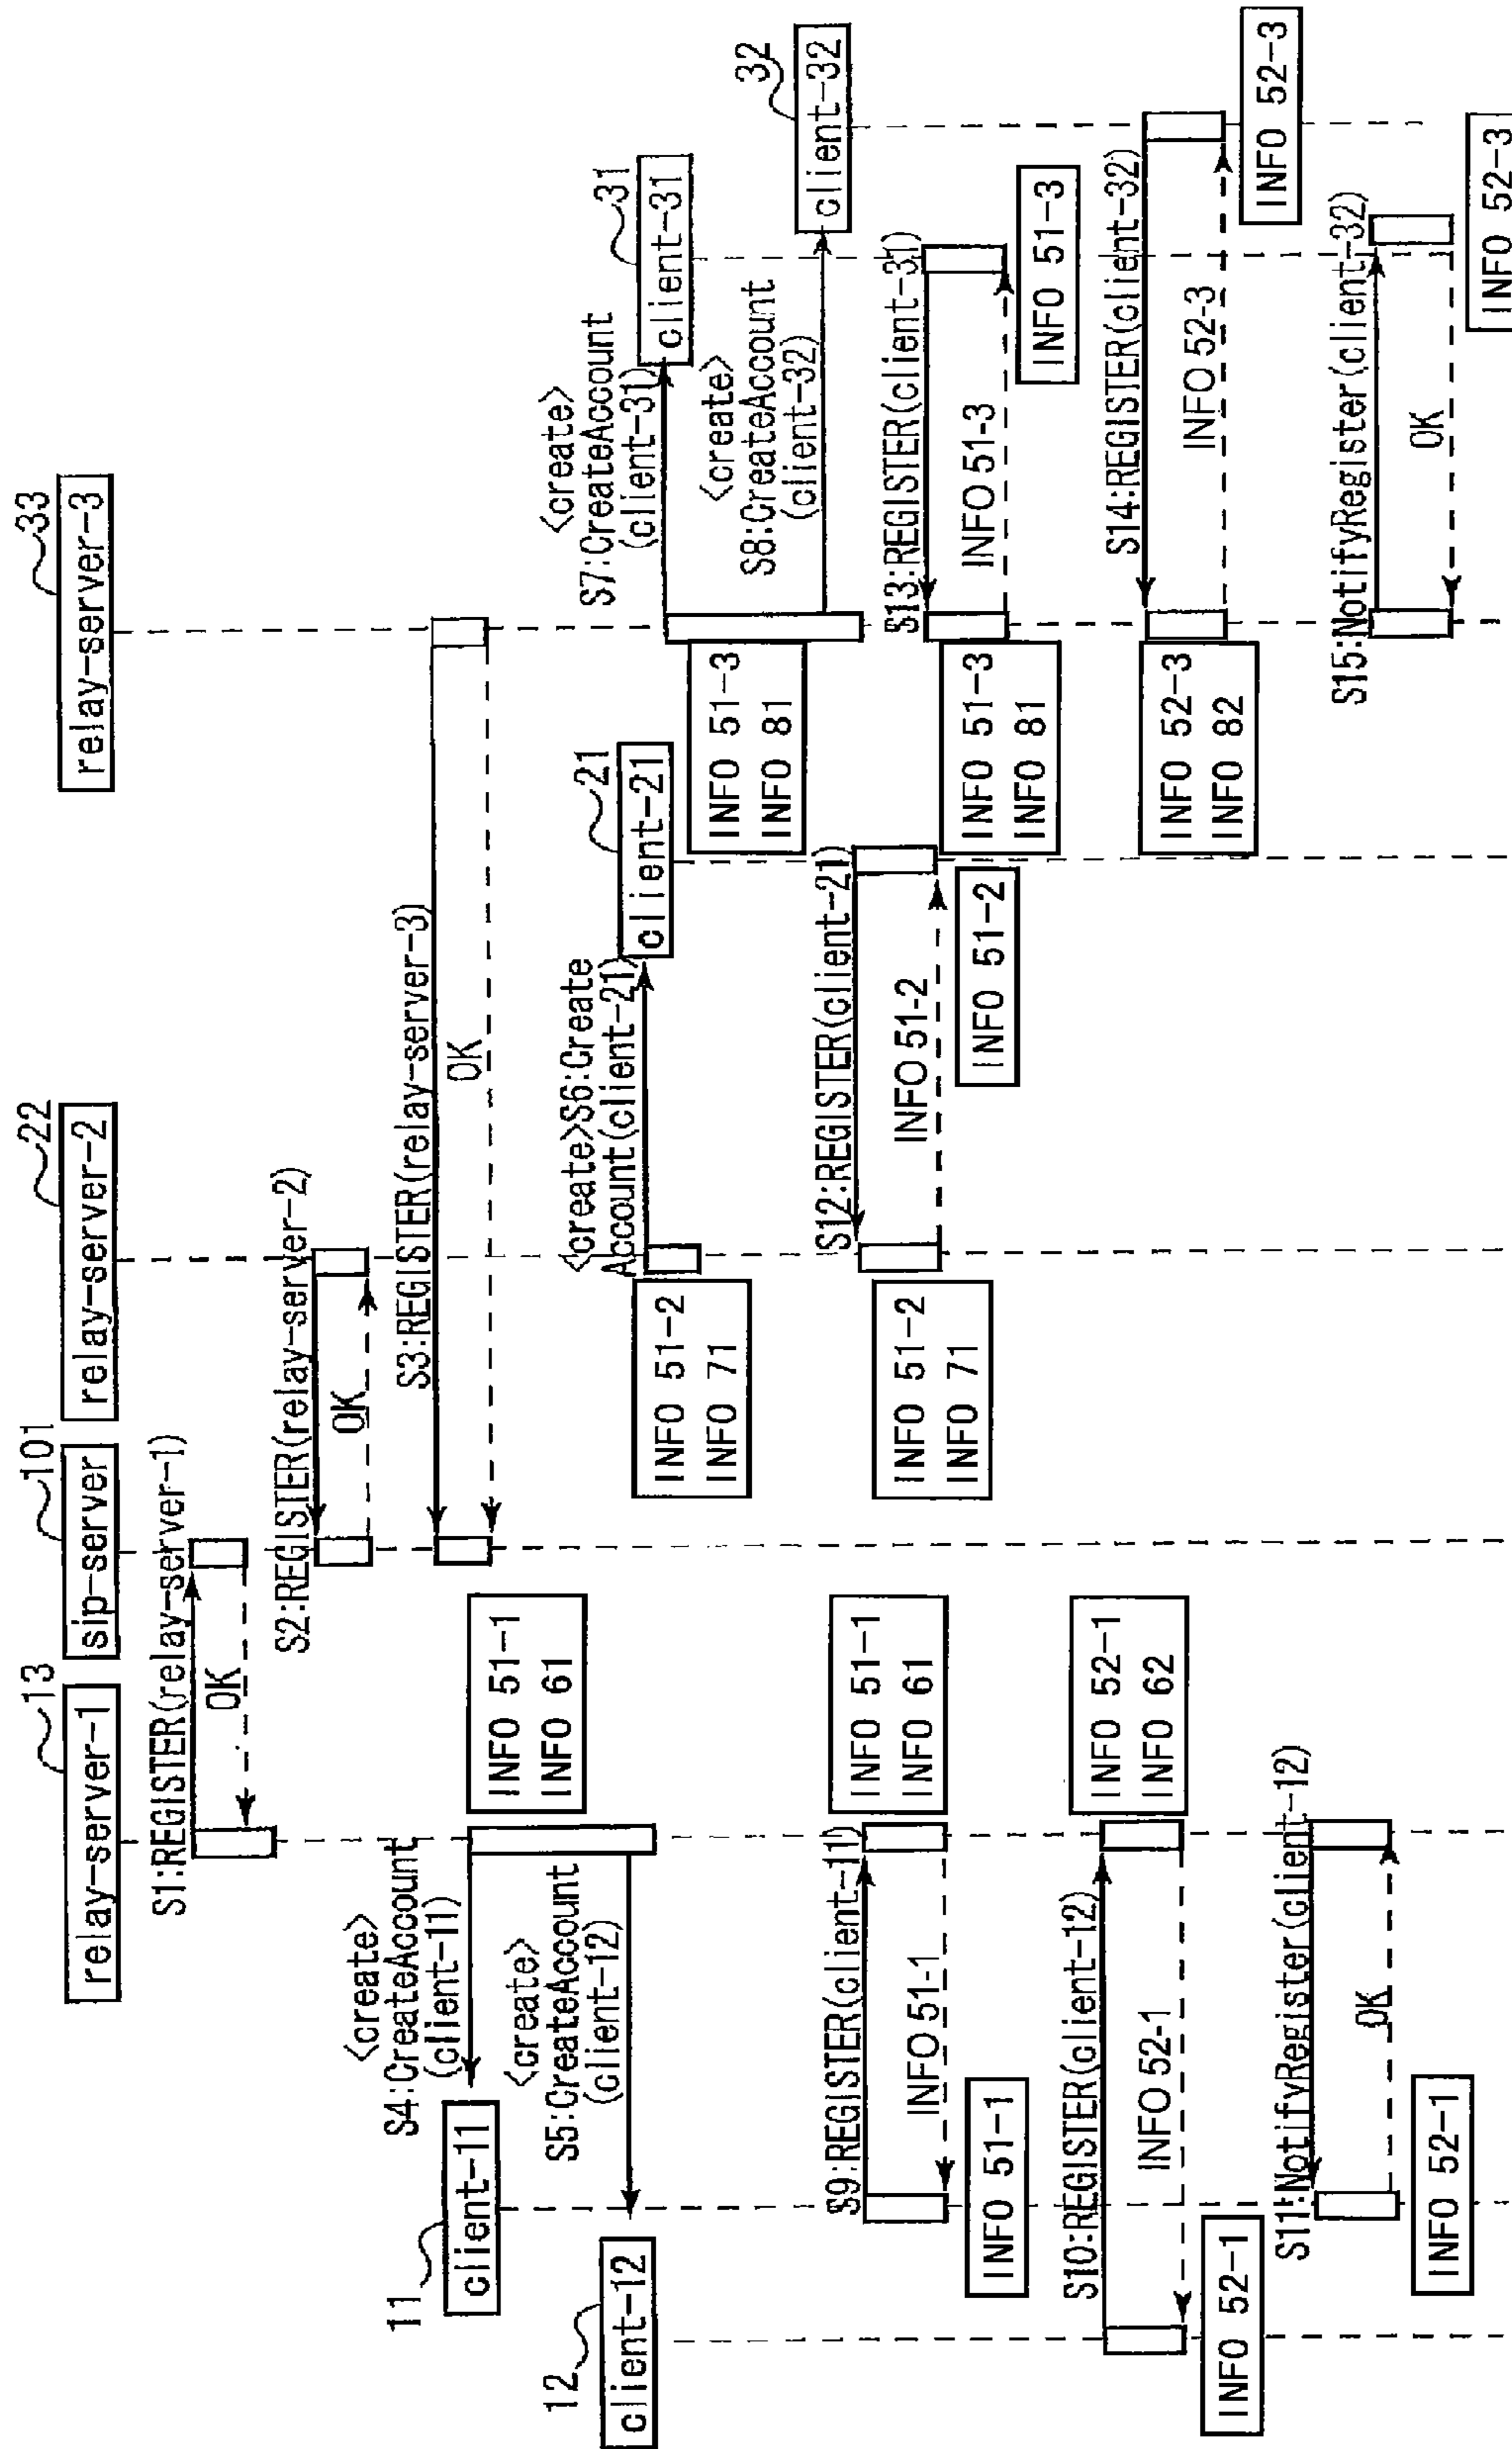 relay-server-1
13
sip-server
101
relay-server-2
22
relay-server-3
33
S1:REGISTER(relay-server-1)
OK
S2:REGISTER(relay-server-2)
OK
S3:REGISTER(relay-server-3)
OK
<create>
S4:CreateAccount
(client-11)
11
client-11
INFO 51-1
INFO 61
<create>
S5:CreateAccount
(client-12)
12
client-12
<create>S6:Create
Account(client-21)
21
client-21
INFO 51-2
INFO 71
<create>
S7:CreateAccount
(client-31)
31
client-31
INFO 51-3
INFO 81
<create>
S8:CreateAccount
(client-32)
32
client-32
S9:REGISTER(client-11)
INFO 51-1
INFO 61
INFO 51-1
INFO 51-1
S12:REGISTER(client-21)
INFO 51-2
INFO 71
INFO 51-2
INFO 51-2
S13:REGISTER(client-31)
INFO 51-3
INFO 81
INFO 51-3
INFO 51-3
S10:REGISTER(client-12)
INFO 52-1
INFO 62
INFO 52-1
INFO 52-1
S14:REGISTER(client-32)
INFO 52-3
INFO 82
INFO 52-3
INFO 52-3
S11:NotifyRegister(client-12)
OK
INFO 52-1
S15:NotifyRegister(client-32)
OK
INFO 52-3